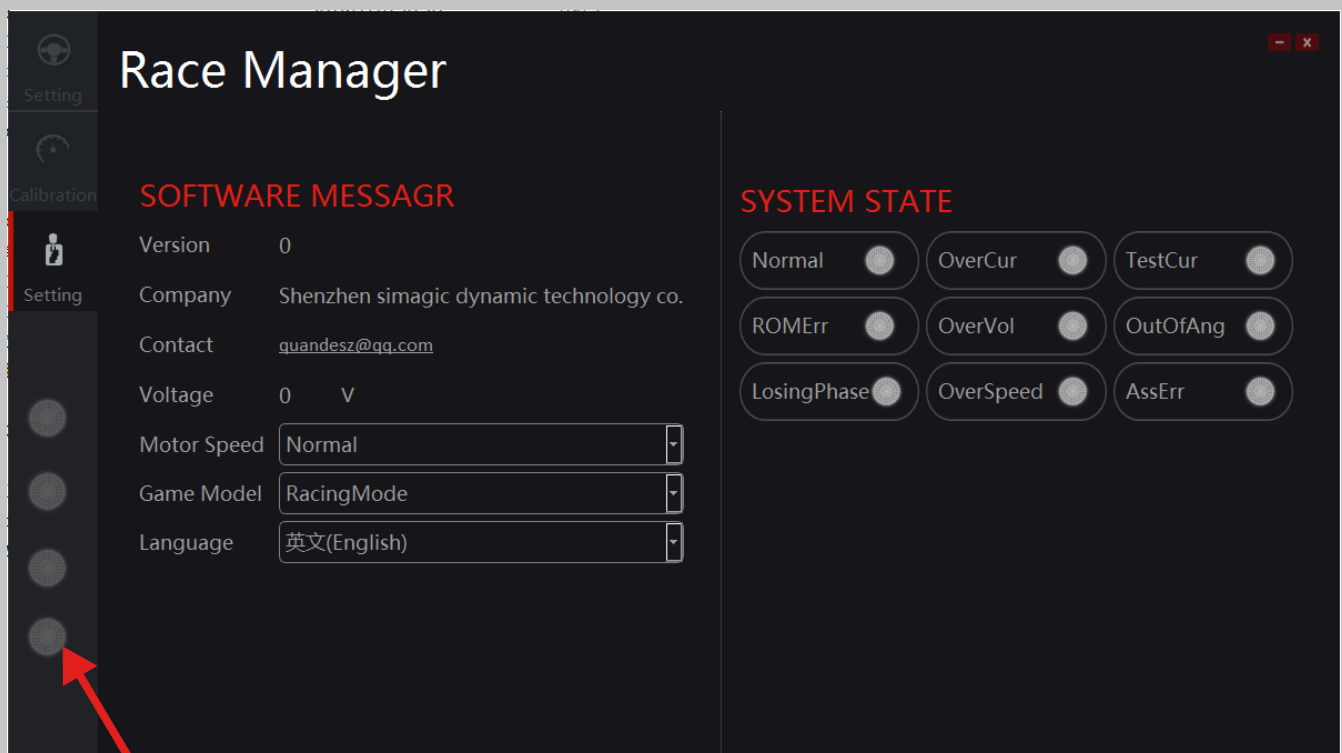 Race Manager
Setting
Calibration
Setting
SOFTWARE MESSAGR
Version 0
Company Shenzhen simagic dynamic technology co.
Contact quandesz@qq.com
Voltage 0 V
Motor Speed Normal
Game Model RacingMode
Language 英文(English)
SYSTEM STATE
Normal OverCur TestCur
ROMErr OverVol OutOfAng
LosingPhase OverSpeed AssErr